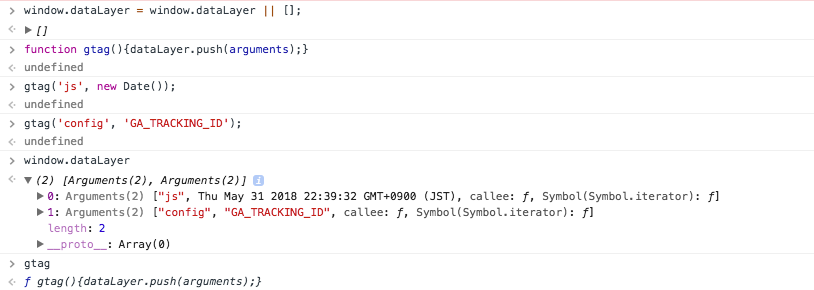 > window.dataLayer = window.dataLayer || [];
< ▶ []
> function gtag(){dataLayer.push(arguments);}
< undefined
> gtag('js', new Date());
< undefined
> gtag('config', 'GA_TRACKING_ID');
< undefined
> window.dataLayer
< ▼ (2) [Arguments(2), Arguments(2)] i
▶ 0: Arguments(2) ["js", Thu May 31 2018 22:39:32 GMT+0900 (JST), callee: ƒ, Symbol(Symbol.iterator): ƒ]
▶ 1: Arguments(2) ["config", "GA_TRACKING_ID", callee: ƒ, Symbol(Symbol.iterator): ƒ]
length: 2
▶ __proto__: Array(0)
> gtag
< ƒ gtag(){dataLayer.push(arguments);}